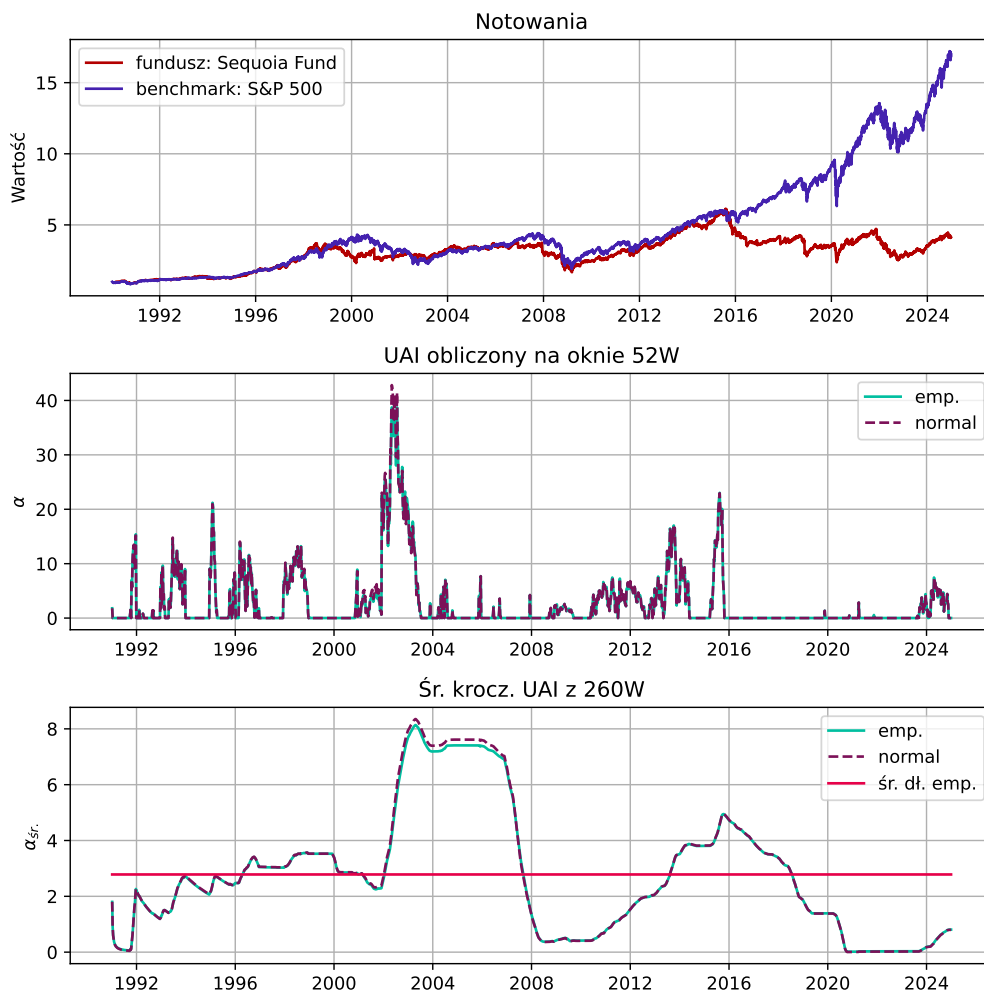 Notowania
fundusz: Sequoia Fund
benchmark: S&P 500
Wartość
15
10
5
1992 1996 2000 2004 2008 2012 2016 2020 2024
UAI obliczony na oknie 52W
emp.
normal
α
40
30
20
10
0
1992 1996 2000 2004 2008 2012 2016 2020 2024
Śr. krocz. UAI z 260W
emp.
normal
śr. dł. emp.
α śr.
8
6
4
2
0
1992 1996 2000 2004 2008 2012 2016 2020 2024